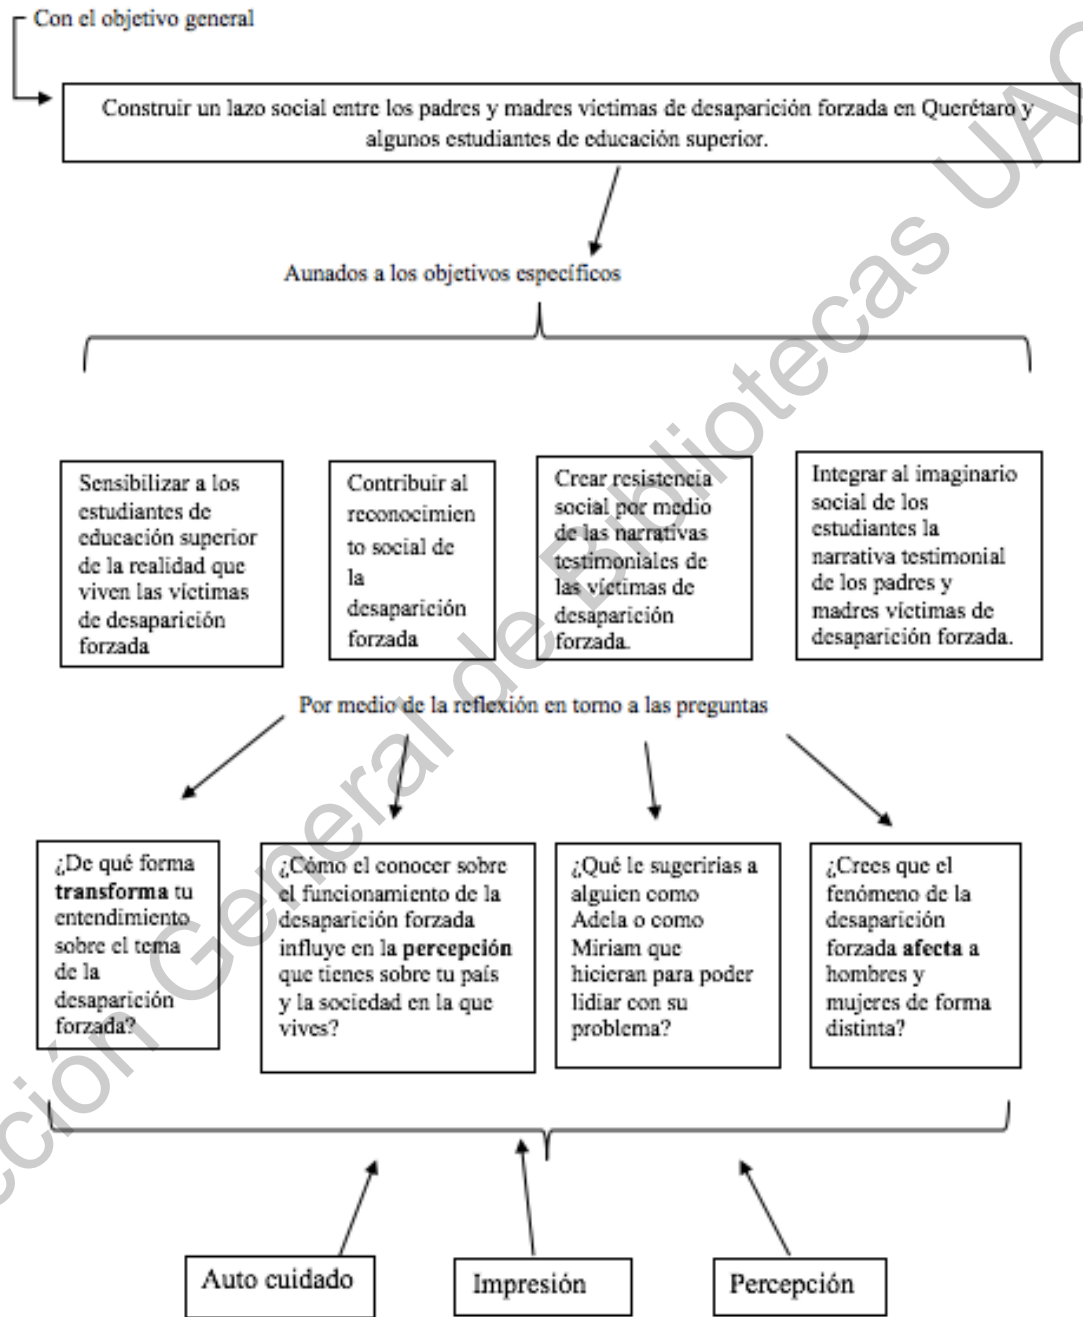 Con el objetivo general
Construir un lazo social entre los padres y madres víctimas de desaparición forzada en Querétaro y
algunos estudiantes de educación superior.
Aunados a los objetivos específicos
Sensibilizar a los
estudiantes de
educación superior
de la realidad que
viven las víctimas
de desaparición
forzada
Contribuir al
reconocimien
to social de
la
desaparición
forzada
Crear resistencia
social por medio
de las narrativas
testimoniales de
las víctimas de
desaparición
forzada.
Integrar al imaginario
social de los
estudiantes la
narrativa testimonial
de los padres y
madres víctimas de
desaparición forzada.
Por medio de la reflexión en torno a las preguntas
¿De qué forma
transforma tu
entendimiento
sobre el tema
de la
desaparición
forzada?
¿Cómo el conocer sobre
el funcionamiento de la
desaparición forzada
influye en la percepción
que tienes sobre tu país
y la sociedad en la que
vives?
¿Qué le sugerirías a
alguien como
Adela o como
Miriam que
hicieran para poder
lidiar con su
problema?
¿Crees que el
fenómeno de la
desaparición
forzada afecta a
hombres y
mujeres de forma
distinta?
Auto cuidado
Impresión
Percepción
General de Bibliotecas